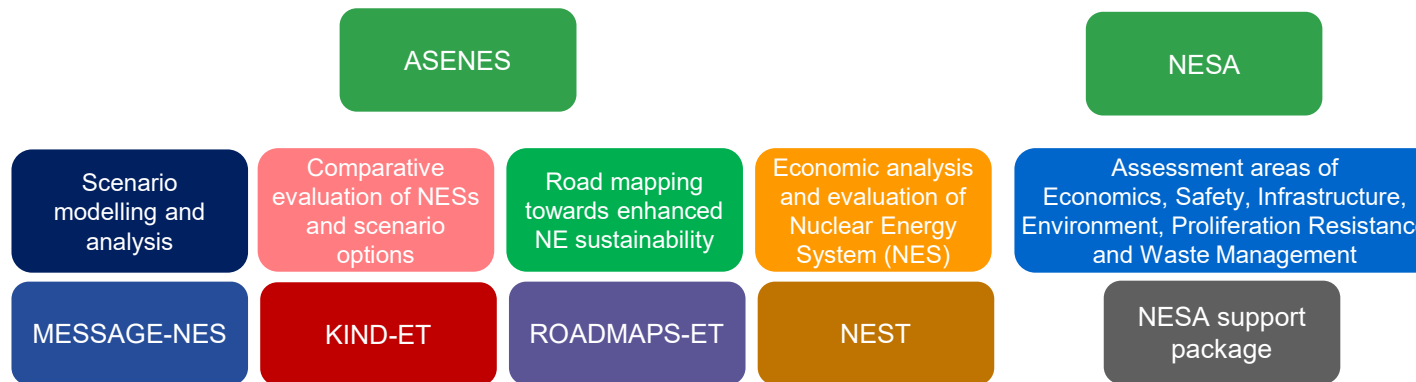 ASENES
NESA
Scenario
modelling and
analysis
Comparative
evaluation of NESs
and scenario
options
Road mapping
towards enhanced
NE sustainability
Economic analysis
and evaluation of
Nuclear Energy
System (NES)
Assessment areas of
Economics, Safety, Infrastructure,
Environment, Proliferation Resistance
and Waste Management
MESSAGE-NES
KIND-ET
ROADMAPS-ET
NEST
NESA support
package